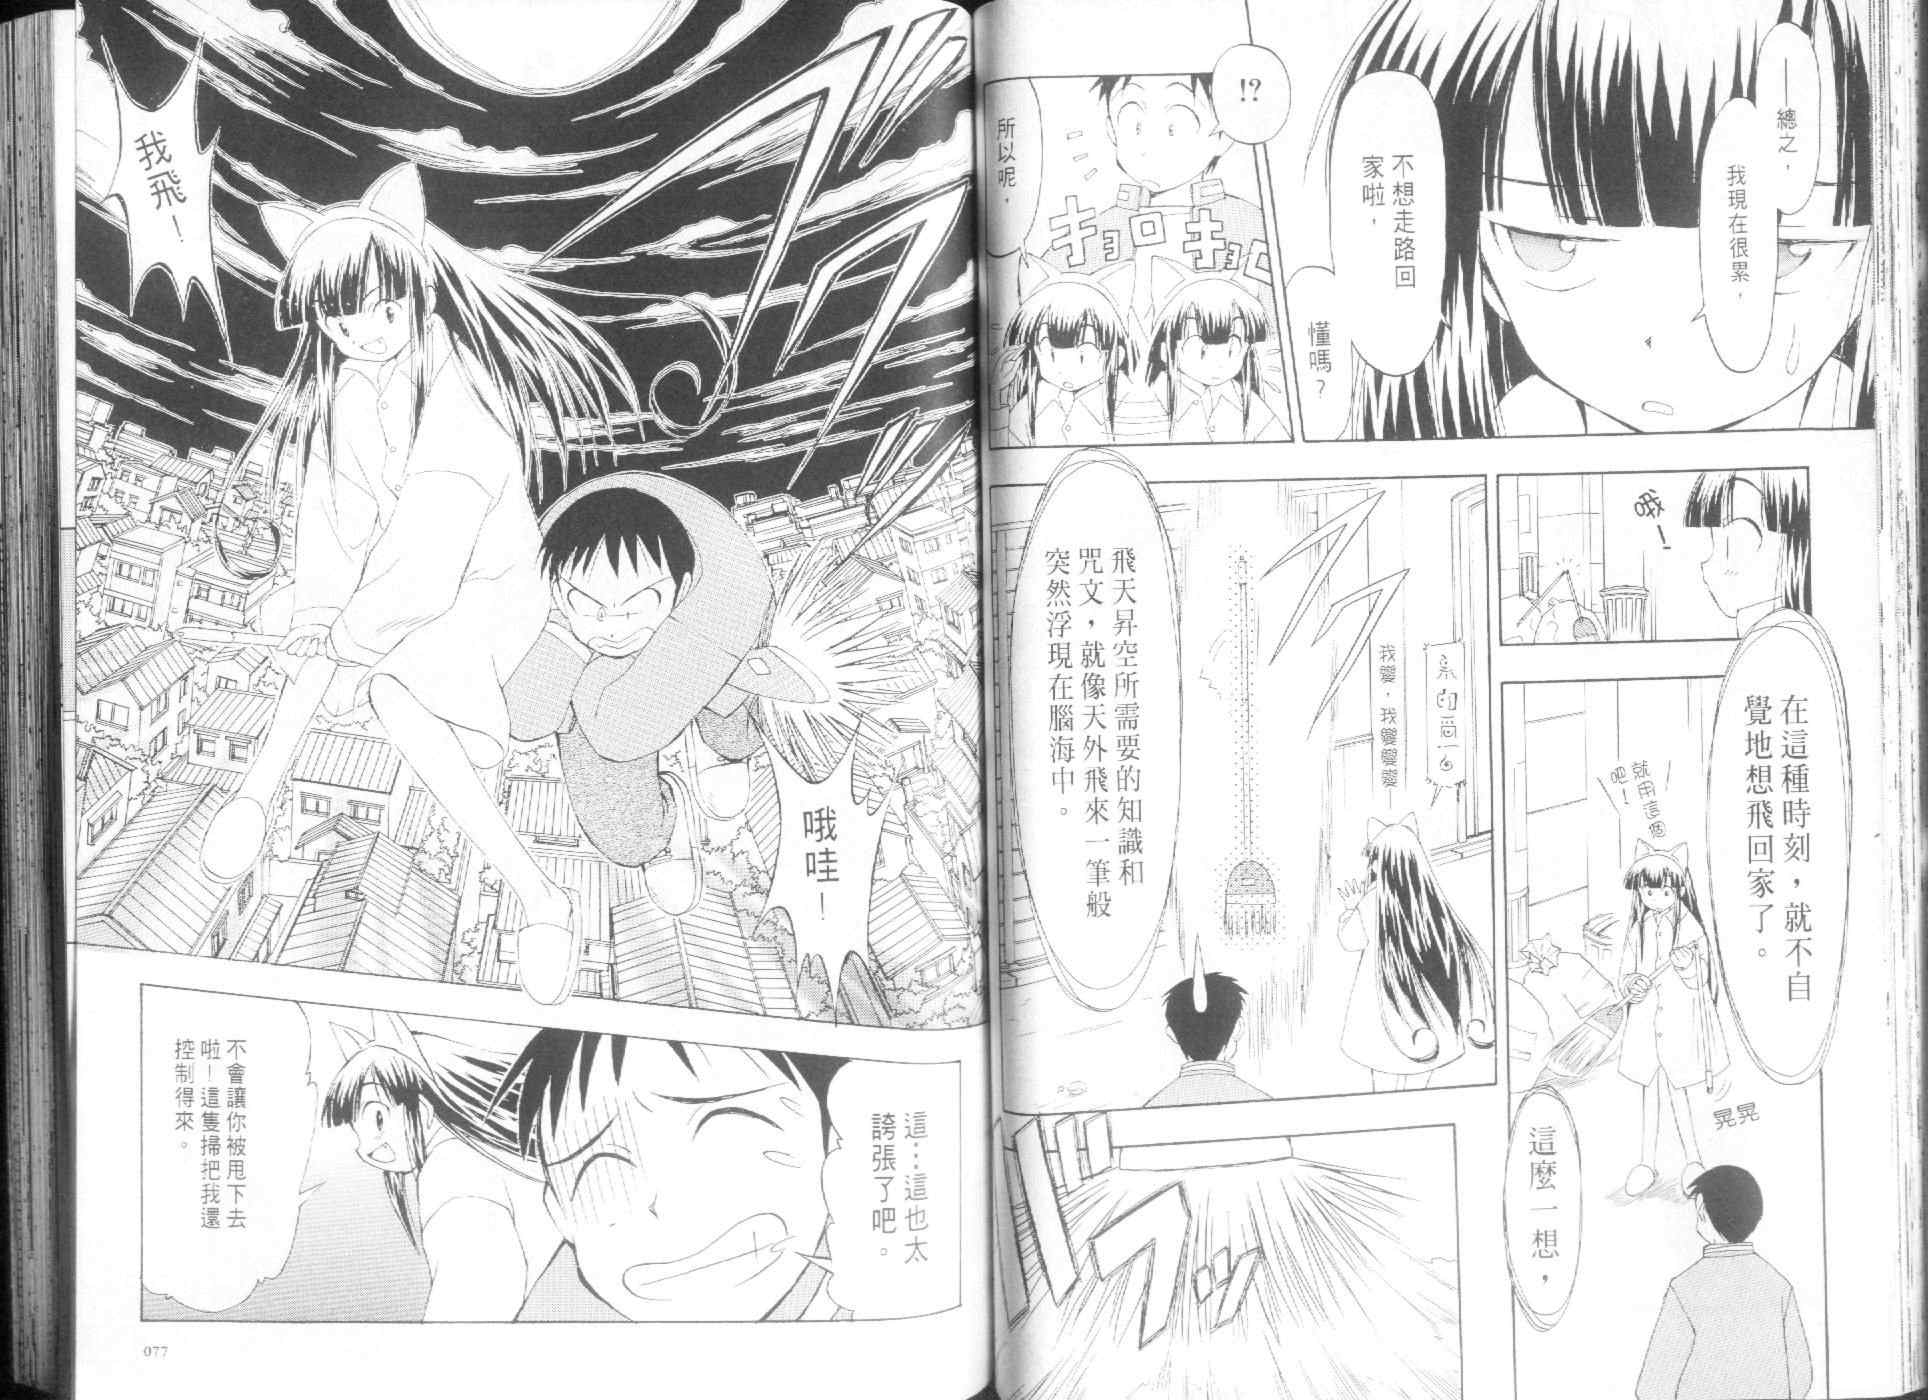 ——總之，
我現在很累，
不想走路回
家啦，
懂嗎？
!?
キョロキョロ
所以呢，
哦！
在這種時刻，就不自
覺地想飛回家了。
就用這個
吧！
晃晃
這麼一想，
我變，我變變變—
飛天昇空所需要的知識和
咒文，就像天外飛來一筆般
突然浮現在腦海中。
我飛！
哦哇！
這…這也太
誇張了吧。
不會讓你被甩下去
啦！這隻掃把我還
控制得來。
077